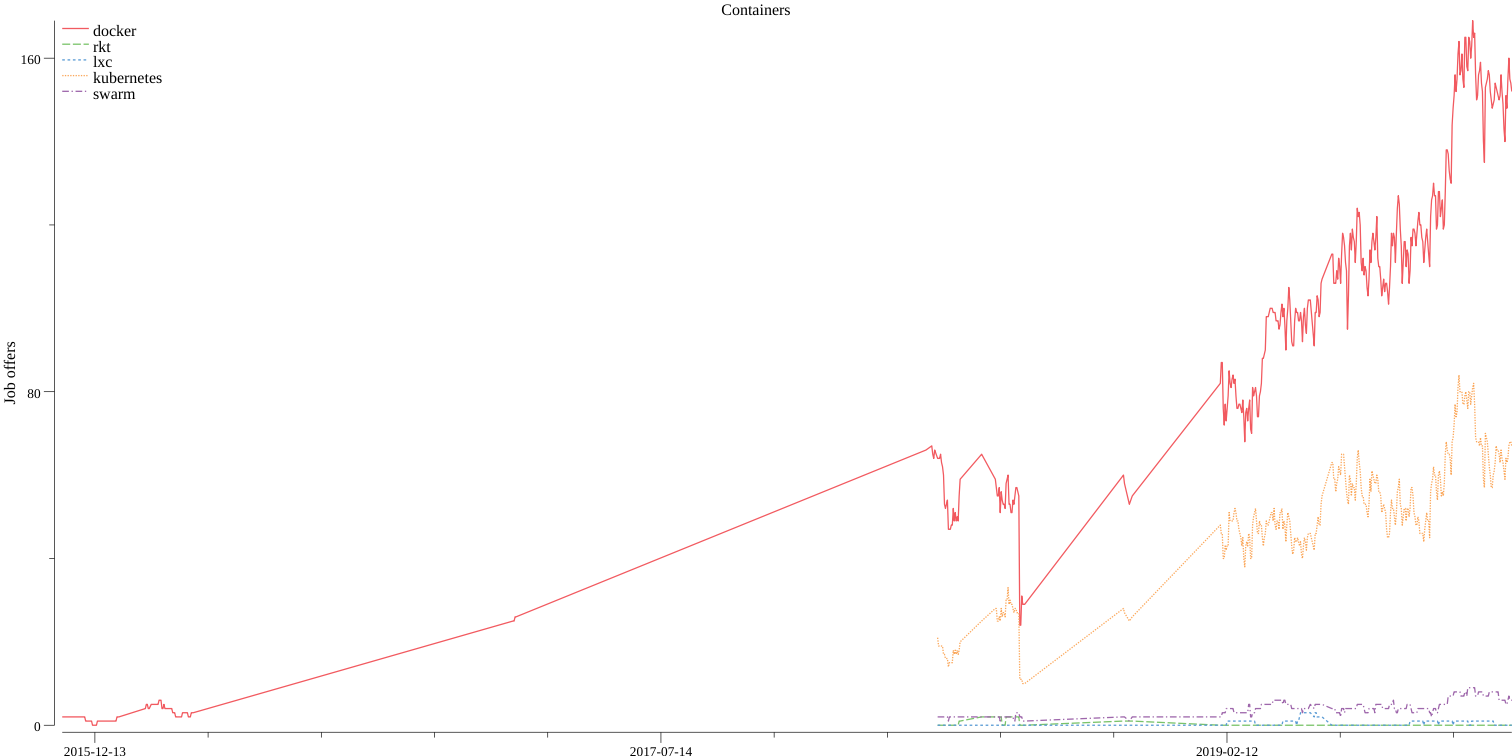 Containers
docker
rkt
lxc
kubernetes
swarm
160
80
0
Job offers
2015-12-13
2017-07-14
2019-02-12